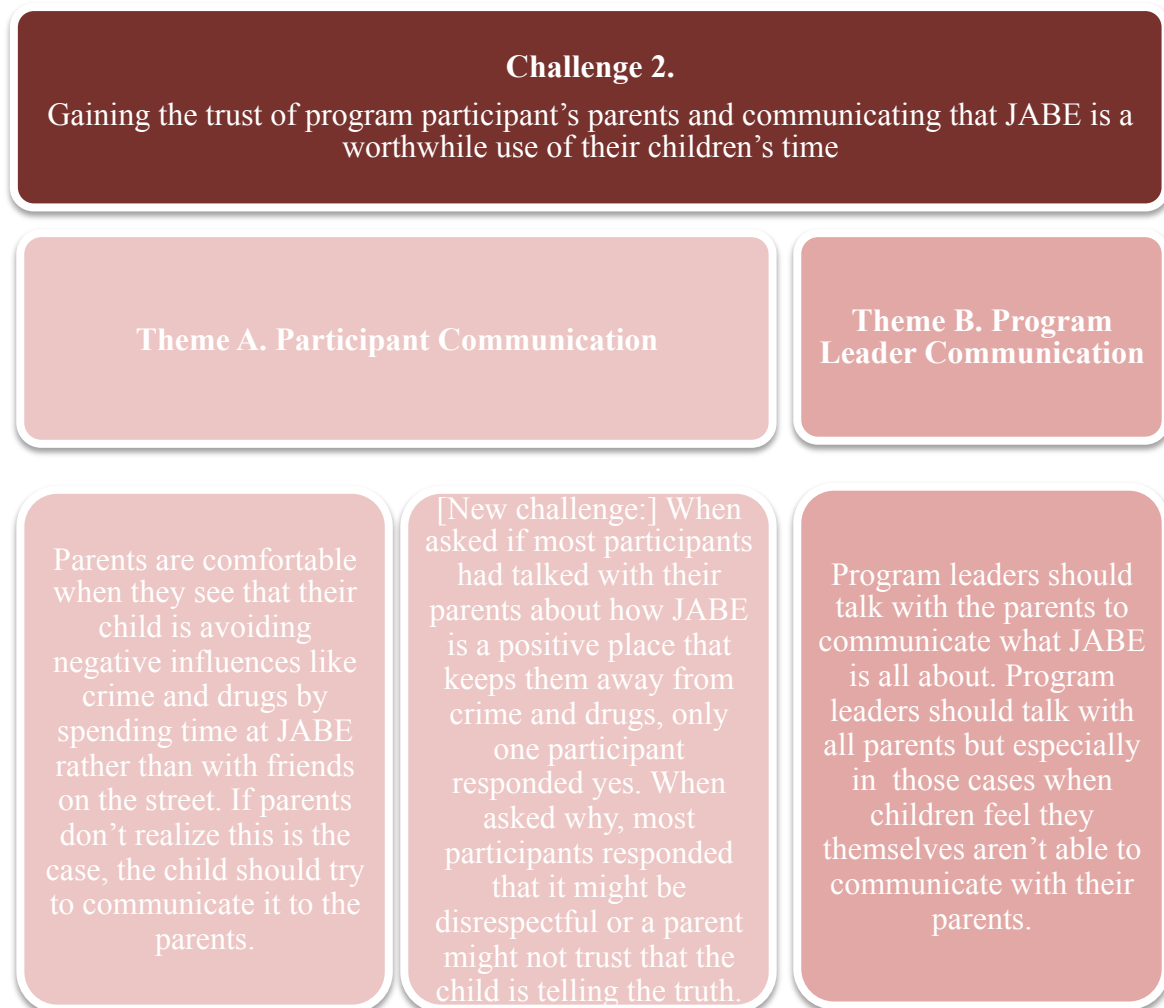 Challenge 2.
Gaining the trust of program participant’s parents and communicating that JABE is a
worthwhile use of their children’s time
Theme A. Participant Communication
Theme B. Program
Leader Communication
Parents are comfortable
when they see that their
child is avoiding
negative influences like
crime and drugs by
spending time at JABE
rather than with friends
on the street. If parents
don’t realize this is the
case, the child should try
to communicate it to the
parents.
[New challenge:] When
asked if most participants
had talked with their
parents about how JABE
is a positive place that
keeps them away from
crime and drugs, only
one participant
responded yes. When
asked why, most
participants responded
that it might be
disrespectful or a parent
might not trust that the
child is telling the truth.
Program leaders should
talk with the parents to
communicate what JABE
is all about. Program
leaders should talk with
all parents but especially
in  those cases when
children feel they
themselves aren’t able to
communicate with their
parents.